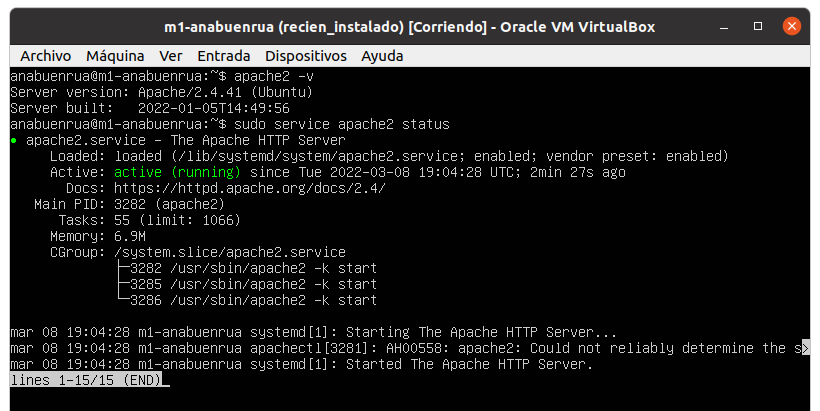 m1-anabuenrua (recien_instalado) [Corriendo] - Oracle VM VirtualBox
Archivo Máquina Ver Entrada Dispositivos Ayuda
anabuenrua@m1-anabuenrua:~$ apache2 -v
Server version: Apache/2.4.41 (Ubuntu)
Server built:   2022-01-05T14:49:56
anabuenrua@m1-anabuenrua:~$ sudo service apache2 status
● apache2.service - The Apache HTTP Server
     Loaded: loaded (/lib/systemd/system/apache2.service; enabled; vendor preset: enabled)
     Active: active (running) since Tue 2022-03-08 19:04:28 UTC; 2min 27s ago
       Docs: https://httpd.apache.org/docs/2.4/
   Main PID: 3282 (apache2)
      Tasks: 55 (limit: 1066)
     Memory: 6.9M
     CGroup: /system.slice/apache2.service
             ├─3282 /usr/sbin/apache2 -k start
             ├─3285 /usr/sbin/apache2 -k start
             └─3286 /usr/sbin/apache2 -k start
mar 08 19:04:28 m1-anabuenrua systemd[1]: Starting The Apache HTTP Server...
mar 08 19:04:28 m1-anabuenrua apachectl[3281]: AH00558: apache2: Could not reliably determine the s>
mar 08 19:04:28 m1-anabuenrua systemd[1]: Started The Apache HTTP Server.
lines 1-15/15 (END)